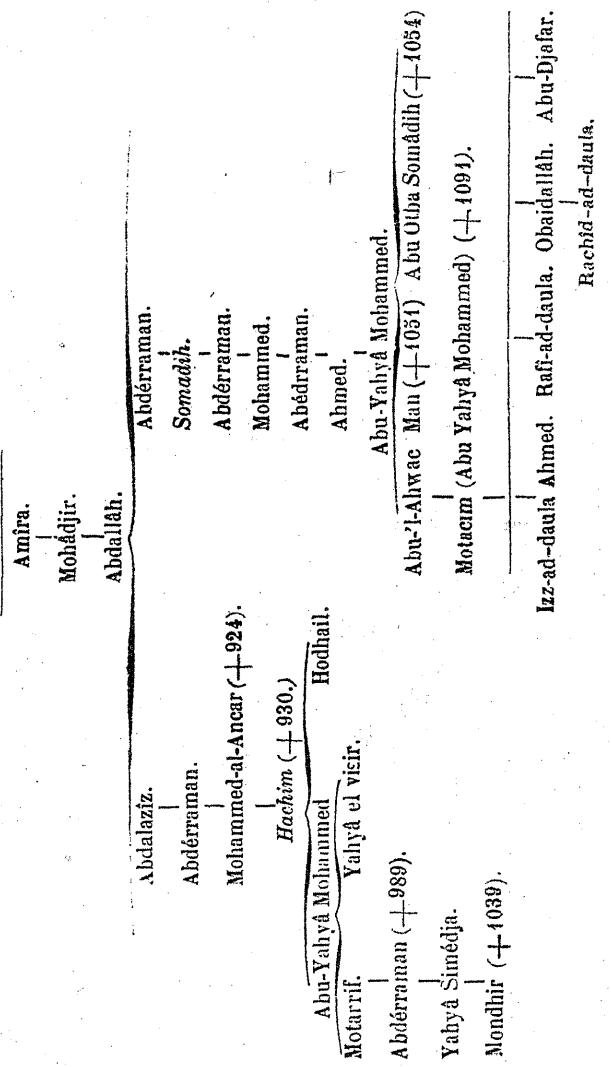 Amîra.
Mohâdjir.
Abdallâh.
Abdalazîz.
Abdérraman.
Mohammed-al-Ancar (+924).
Hachim (+930.)
Abu-Yahyâ Mohammed Hodhail.
Motarrif. Yahyâ el visir.
Abdérraman (+989).
Yahyâ Simédja.
Mondhir (+1039).
Abdérraman.
Somadih.
Abdérraman.
Mohammed.
Abédrraman.
Ahmed.
Abu-Yahyâ Mohammed.
Abu-'l-Ahwac Man (+1051) Abu Otba Somâdih (+1054)
Motacim (Abu Yahyâ Mohammed) (+1091).
Izz-ad-daula Ahmed. Rafi-ad-daula. Obaidallâh. Abu-Djafar.
Rachîd-ad-daula.